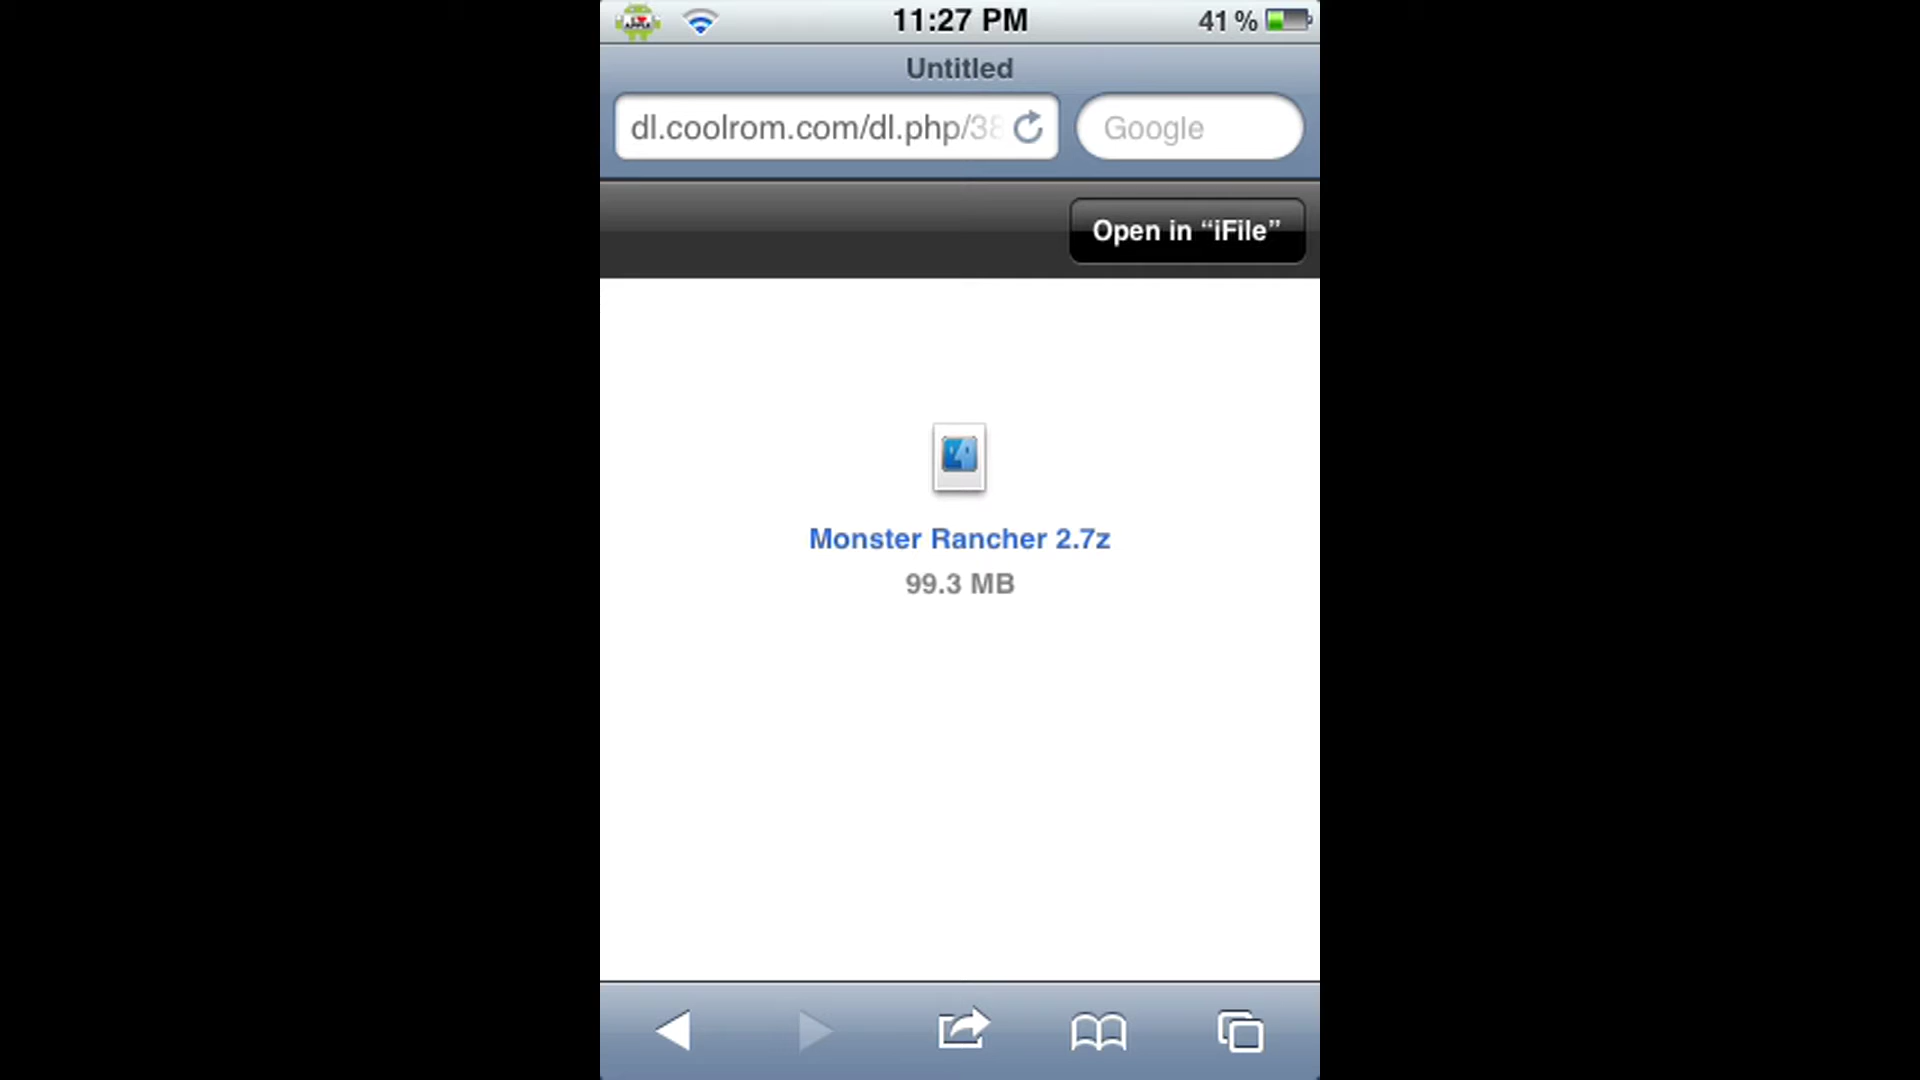 11:27 PM
41 %
Untitled
dl.coolrom.com/dl.php/38
Google
Open in “iFile”
Monster Rancher 2.7z
99.3 MB